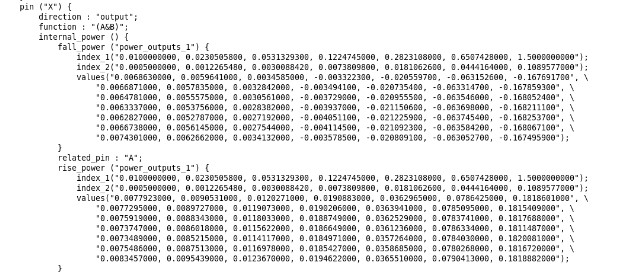 pin ("X") {
direction : "output";
function : "(A&B)";
internal_power () {
fall_power ("power_outputs_1") {
index_1("0.0100000000, 0.0230505800, 0.0531329300, 0.1224745000, 0.2823108000, 0.6507428000, 1.5000000000");
index_2("0.0005000000, 0.0012265480, 0.0030088420, 0.0073809800, 0.0181062600, 0.0444164000, 0.1089577000");
values("0.0068630000, 0.0059641000, 0.0034585000, -0.003322300, -0.020559700, -0.063152600, -0.167691700", \
"0.0066871000, 0.0057835000, 0.0032842000, -0.003494100, -0.020735400, -0.063314700, -0.167859300", \
"0.0064781000, 0.0055575000, 0.0030561000, -0.003729000, -0.020955500, -0.063546000, -0.168052400", \
"0.0063337000, 0.0053756000, 0.0028382000, -0.003937000, -0.021150600, -0.063698000, -0.168211100", \
"0.0062827000, 0.0052787000, 0.0027192000, -0.004051100, -0.021225900, -0.063745400, -0.168253700", \
"0.0066738000, 0.0056145000, 0.0027544000, -0.004114500, -0.021092300, -0.063584200, -0.168067100", \
"0.0074301000, 0.0062662000, 0.0034132000, -0.003578500, -0.020809100, -0.063052700, -0.167495900");
}
related_pin : "A";
rise_power ("power_outputs_1") {
index_1("0.0100000000, 0.0230505800, 0.0531329300, 0.1224745000, 0.2823108000, 0.6507428000, 1.5000000000");
index_2("0.0005000000, 0.0012265480, 0.0030088420, 0.0073809800, 0.0181062600, 0.0444164000, 0.1089577000");
values("0.0077923000, 0.0090531000, 0.0120271000, 0.0190883000, 0.0362965000, 0.0786425000, 0.1818601000", \
"0.0077295000, 0.0089727000, 0.0119073000, 0.0190206000, 0.0363941000, 0.0785095000, 0.1815409000", \
"0.0075919000, 0.0088343000, 0.0118033000, 0.0188749000, 0.0362529000, 0.0783741000, 0.1817688000", \
"0.0073747000, 0.0086018000, 0.0115622000, 0.0186649000, 0.0361236000, 0.0786334000, 0.1811487000", \
"0.0073489000, 0.0085215000, 0.0114117000, 0.0184971000, 0.0357264000, 0.0784030000, 0.1820081000", \
"0.0075486000, 0.0087513000, 0.0116978000, 0.0185427000, 0.0358685000, 0.0780268000, 0.1816720000", \
"0.0083457000, 0.0095439000, 0.0123670000, 0.0194622000, 0.0365510000, 0.0790413000, 0.1818882000");
}